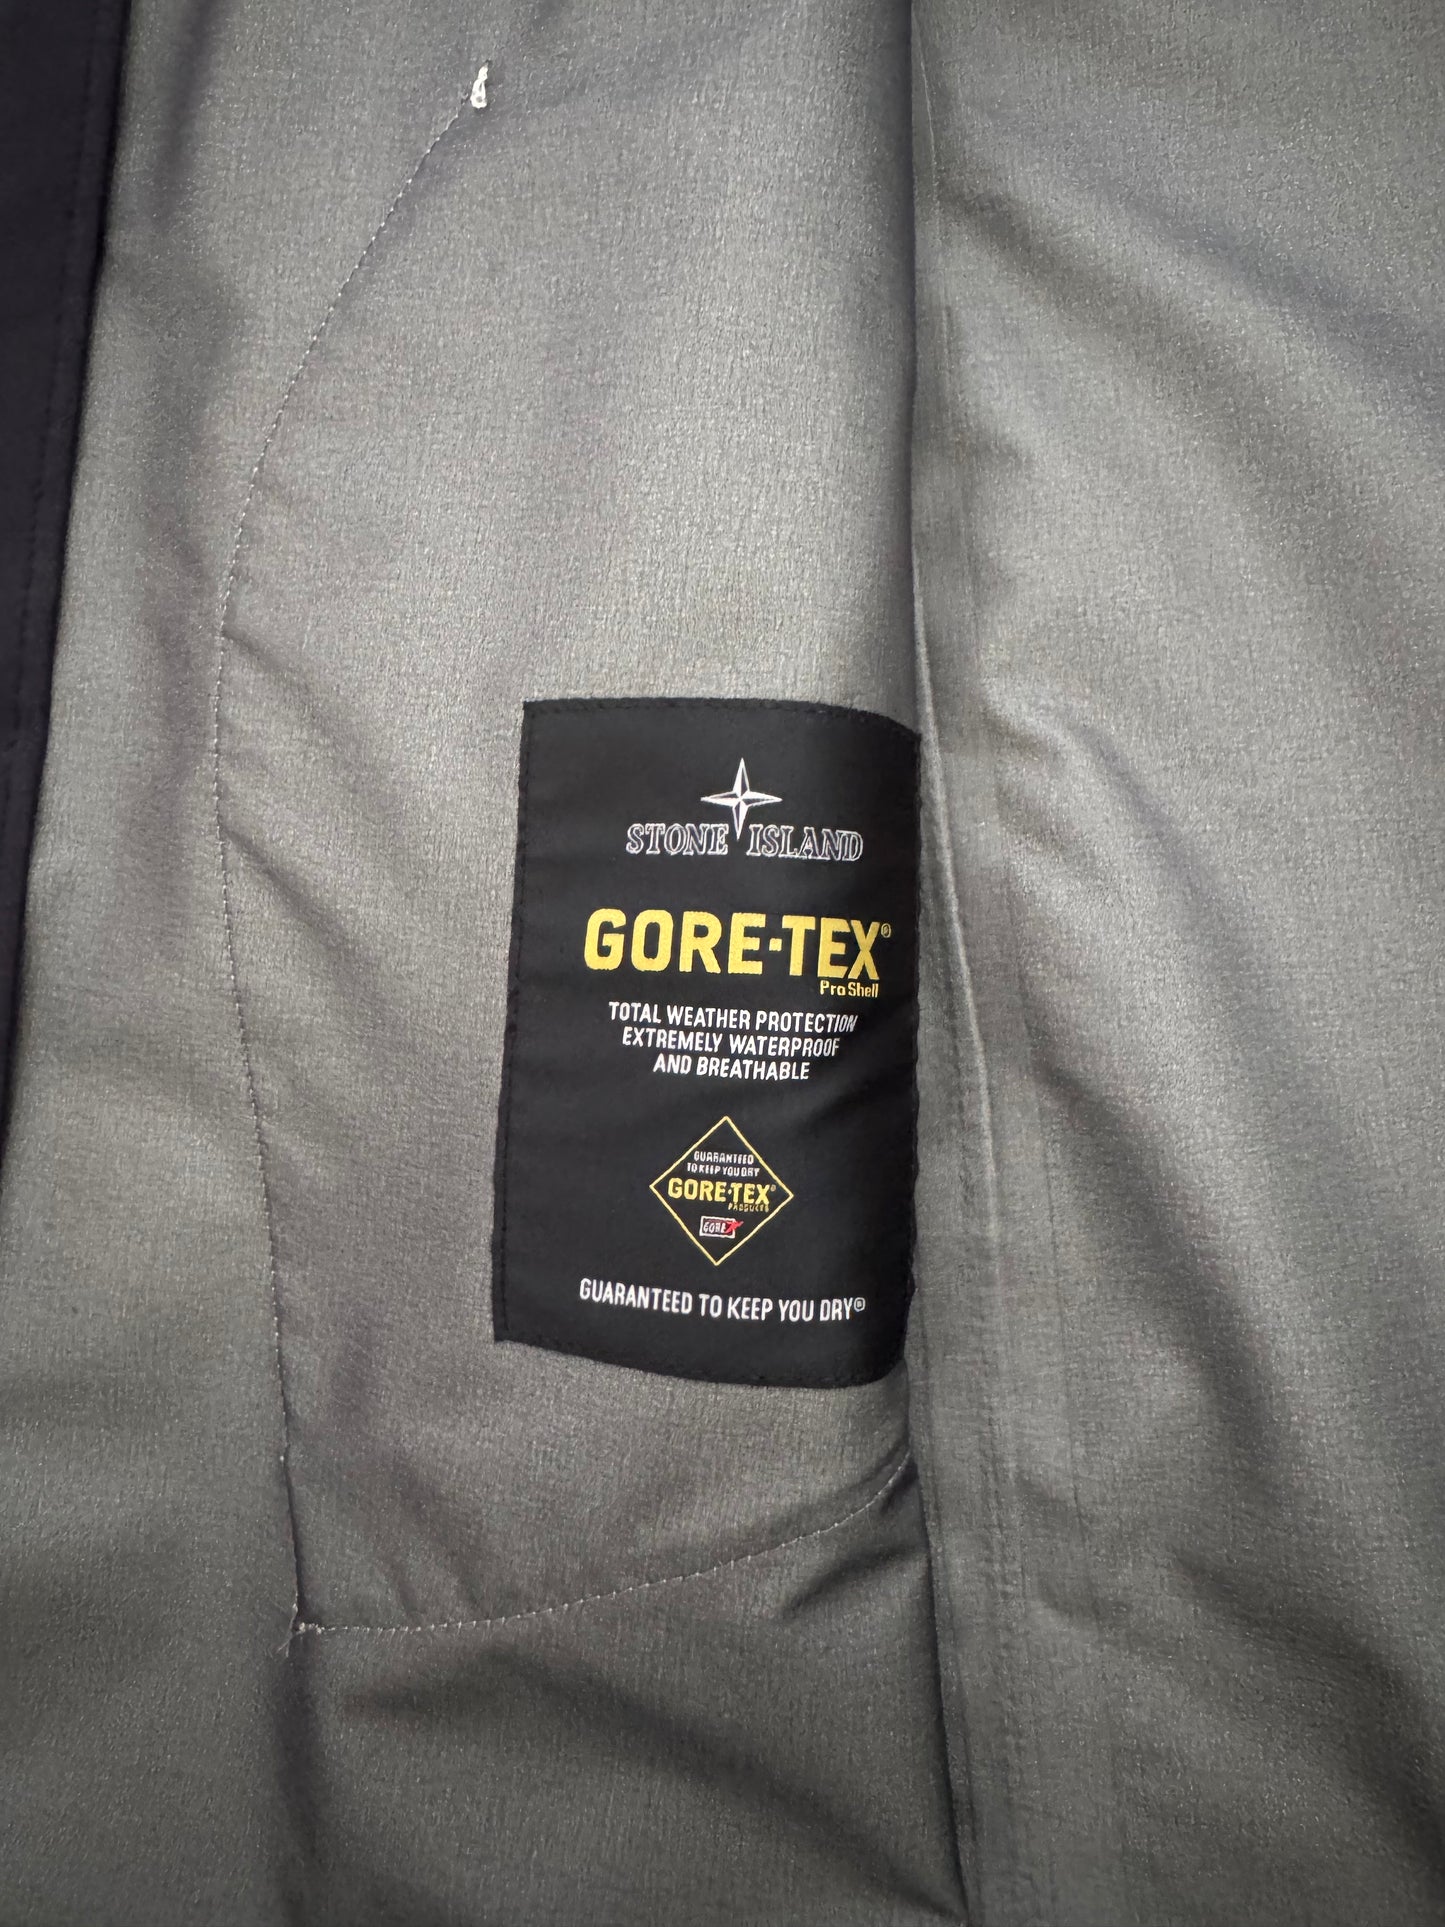 STONE ISLAND
GORE-TEX®
Pro Shell
TOTAL WEATHER PROTECTION
EXTREMELY WATERPROOF
AND BREATHABLE
GUARANTEED
TO KEEP YOU DRY
GORE-TEX®
PRODUCTS
GORE
GUARANTEED TO KEEP YOU DRY®